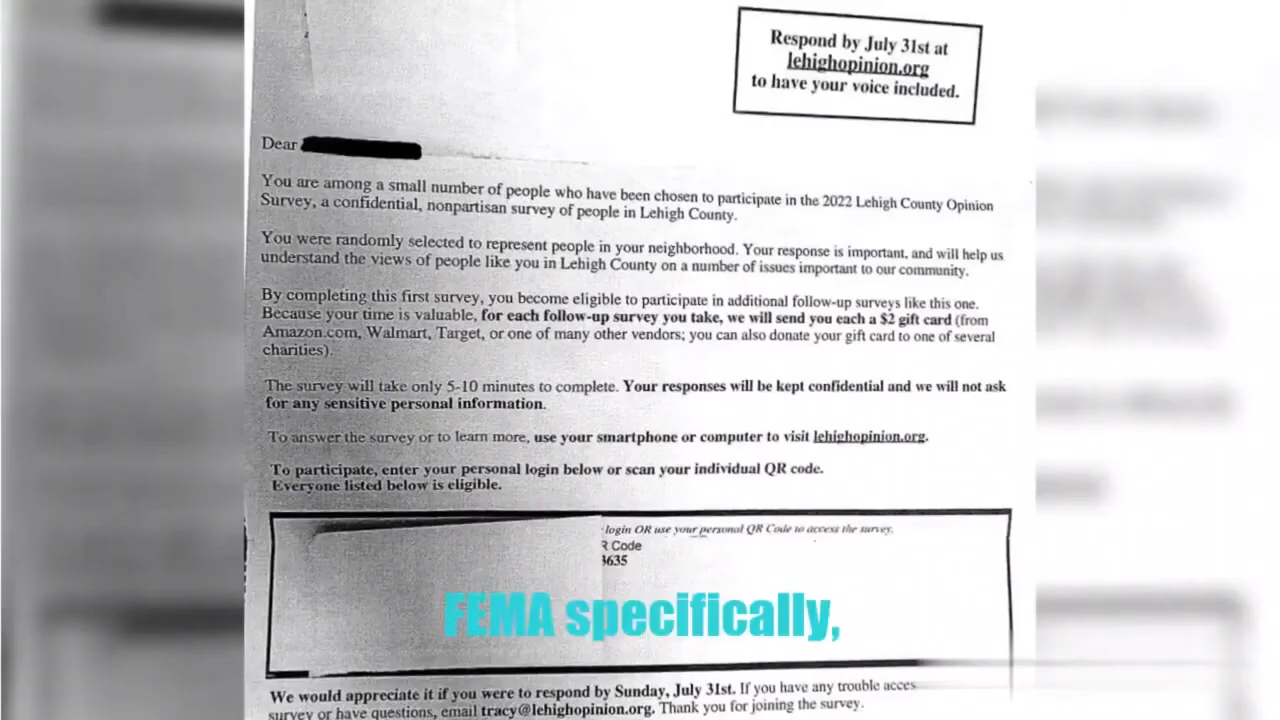 Respond by July 31st at
lehighopinion.org
to have your voice included.
Dear
You are among a small number of people who have been chosen to participate in the 2022 Lehigh County Opinion
Survey, a confidential, nonpartisan survey of people in Lehigh County.
You were randomly selected to represent people in your neighborhood. Your response is important, and will help us
understand the views of people like you in Lehigh County on a number of issues important to our community.
By completing this first survey, you become eligible to participate in additional follow-up surveys like this one.
Because your time is valuable, for each follow-up survey you take, we will send you each a $2 gift card (from
Amazon.com, Walmart, Target, or one of many other vendors; you can also donate your gift card to one of several
charities).
The survey will take only 5-10 minutes to complete. Your responses will be kept confidential and we will not ask
for any sensitive personal information.
To answer the survey or to learn more, use your smartphone or computer to visit lehighopinion.org.
To participate, enter your personal login below or scan your individual QR code.
Everyone listed below is eligible.
login OR use your personal QR Code to access the survey.
R Code
3635
FEMA specifically,
We would appreciate it if you were to respond by Sunday, July 31st. If you have any trouble acces
survey or have questions, email tracy@lehighopinion.org. Thank you for joining the survey.